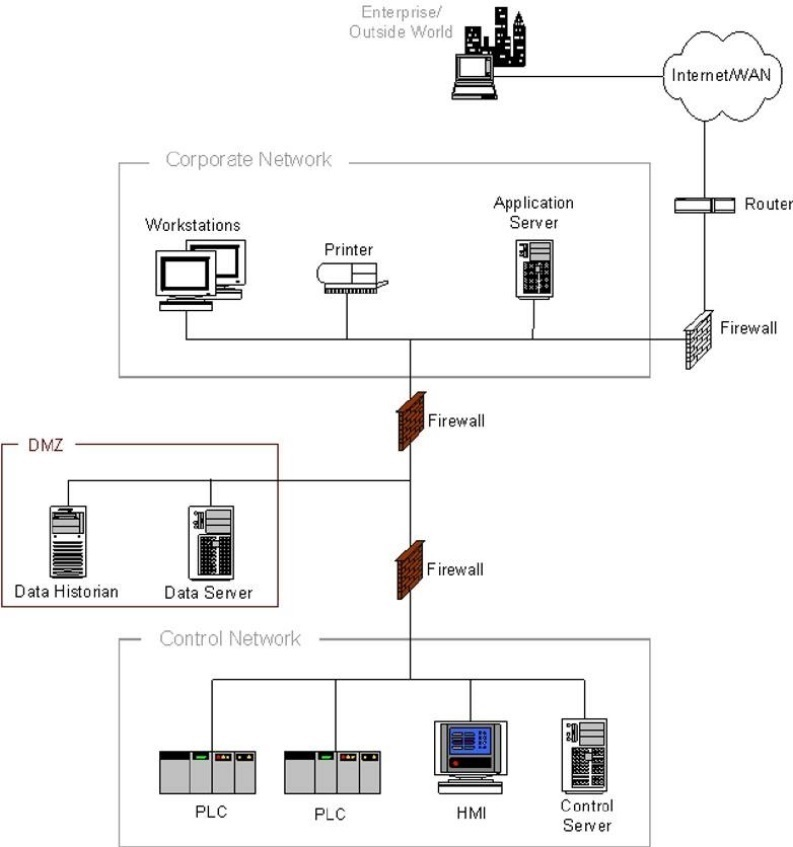 Enterprise/
Outside World
Internet/WAN
Corporate Network
Router
Application
Server
Workstations
Printer
Firewall
Firewall
DMZ
Firewall
Data Historian
Data Server
Control Network
PLC
PLC
HMI
Control
Server